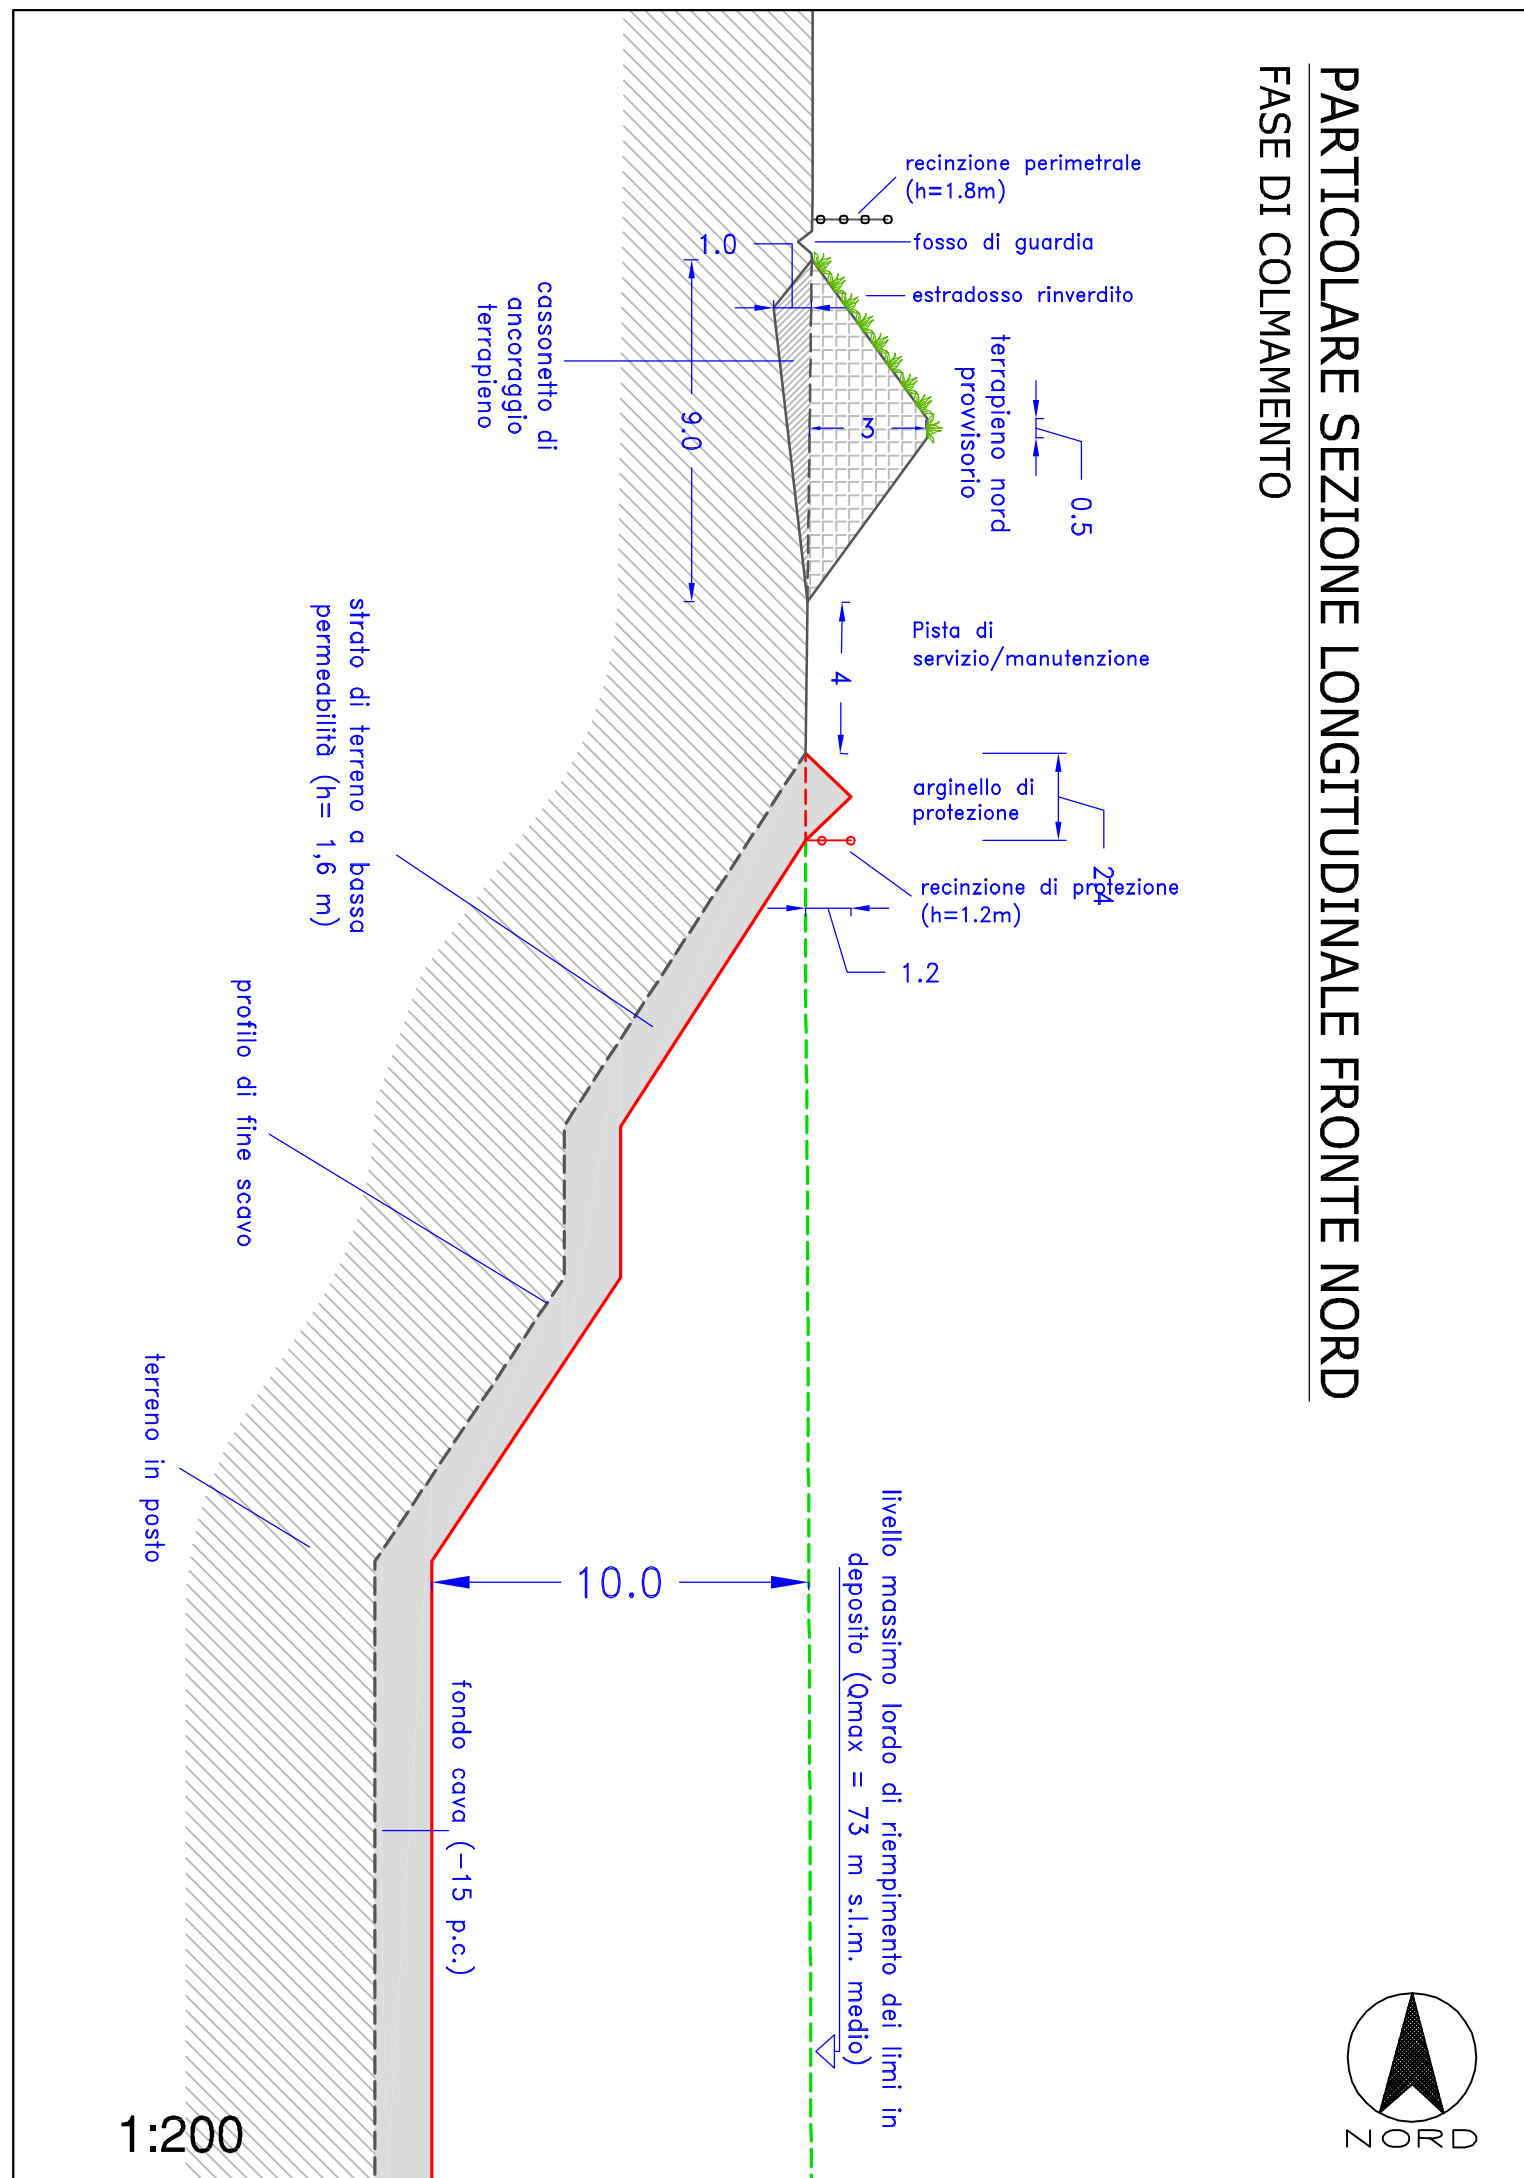 PARTICOLARE SEZIONE LONGITUDINALE FRONTE NORD
FASE DI COLMAMENTO
recinzione perimetrale
(h=1.8m)
fosso di guardia
1.0
estradosso rinverdito
cassonetto di
ancoraggio
terrapieno
terrapieno nord
provvisorio
0.5
3
9.0
Pista di
servizio/manutenzione
4
arginello di
protezione
2.4
recinzione di protezione
(h=1.2m)
1.2
strato di terreno a bassa
permeabilità (h= 1,6 m)
profilo di fine scavo
terreno in posto
10.0
livello massimo lordo di riempimento dei limi in
deposito (Qmax = 73 m s.l.m. medio)
fondo cava (-15 p.c.)
1:200
NORD